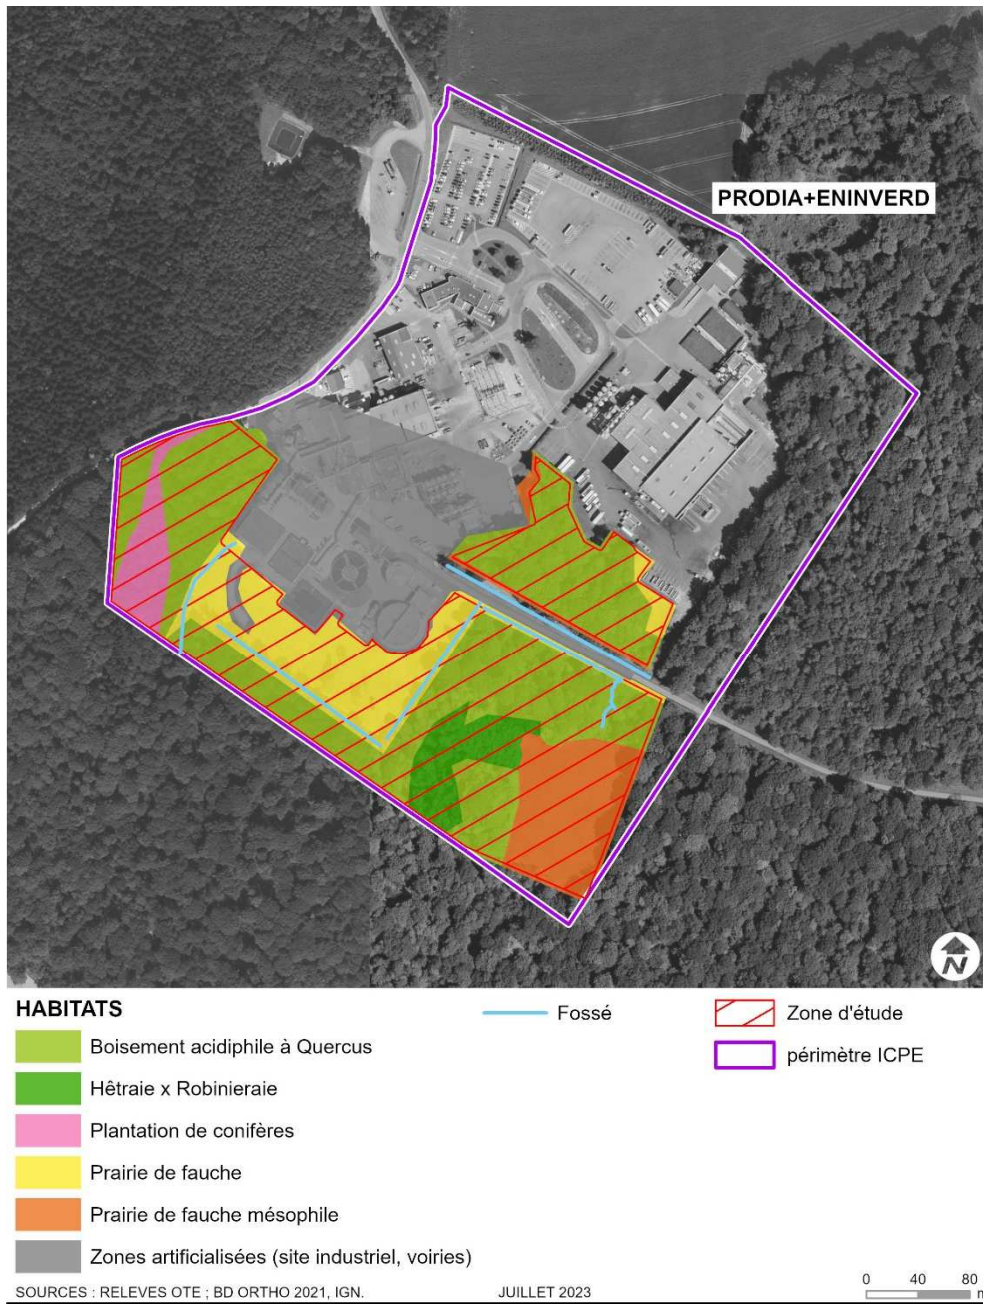 PRODIA+ENINVERD
N
HABITATS
Boisement acidiphile à Quercus
Hêtraie x Robinieraie
Plantation de conifères
Prairie de fauche
Prairie de fauche mésophile
Zones artificialisées (site industriel, voiries)
Fossé
Zone d'étude
périmètre ICPE
SOURCES : RELEVES OTE ; BD ORTHO 2021, IGN.
JUILLET 2023
0 40 80